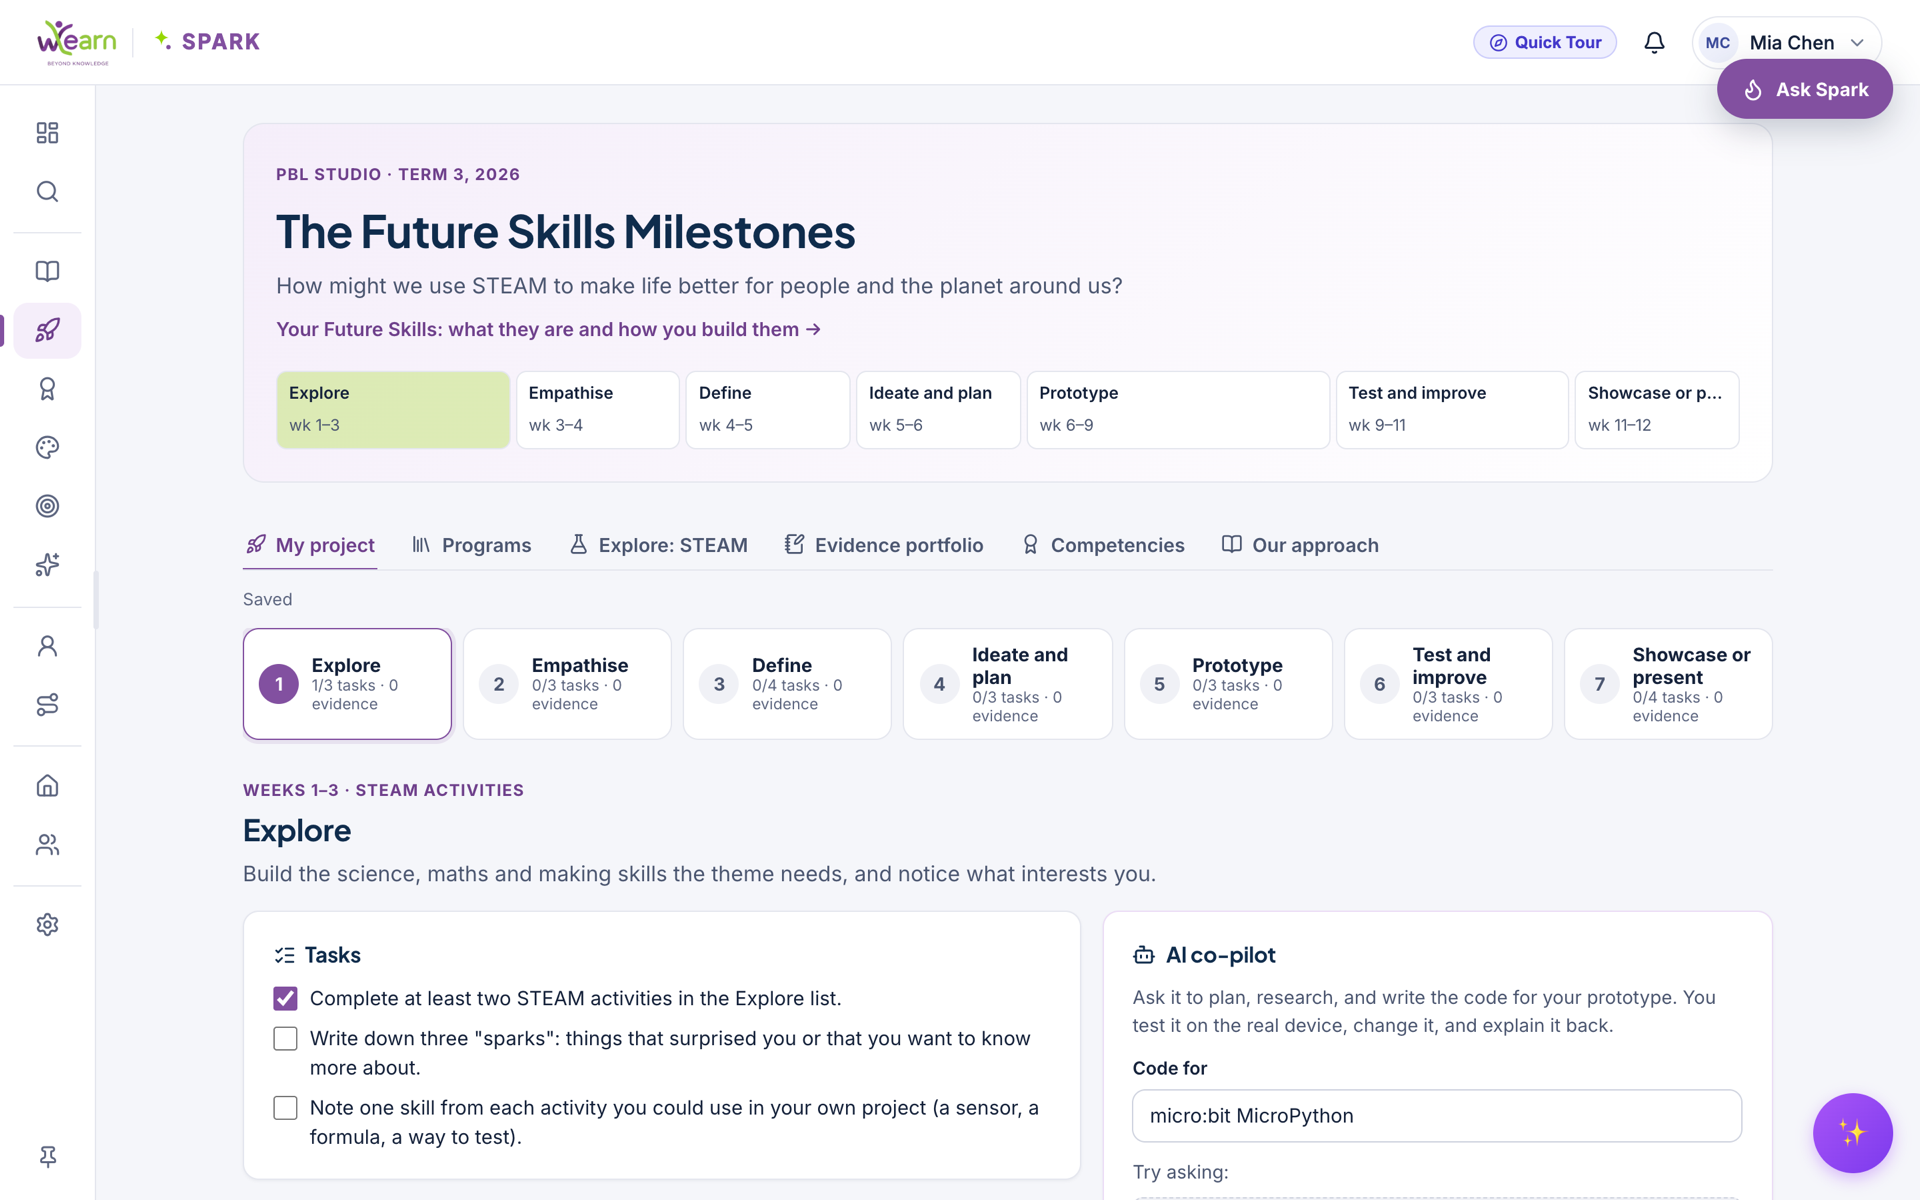 wearn
BEYOND KNOWLEDGE
SPARK
Quick Tour
MC
Mia Chen
Ask Spark
PBL STUDIO · TERM 3, 2026
The Future Skills Milestones
How might we use STEAM to make life better for people and the planet around us?
Your Future Skills: what they are and how you build them →
Explore
wk 1–3
Empathise
wk 3–4
Define
wk 4–5
Ideate and plan
wk 5–6
Prototype
wk 6–9
Test and improve
wk 9–11
Showcase or p...
wk 11–12
My project
Programs
Explore: STEAM
Evidence portfolio
Competencies
Our approach
Saved
1
Explore
1/3 tasks · 0
evidence
2
Empathise
0/3 tasks · 0
evidence
3
Define
0/4 tasks · 0
evidence
4
Ideate and
plan
0/3 tasks · 0
evidence
5
Prototype
0/3 tasks · 0
evidence
6
Test and
improve
0/3 tasks · 0
evidence
7
Showcase or
present
0/4 tasks · 0
evidence
WEEKS 1–3 · STEAM ACTIVITIES
Explore
Build the science, maths and making skills the theme needs, and notice what interests you.
Tasks
Complete at least two STEAM activities in the Explore list.
Write down three "sparks": things that surprised you or that you want to know
more about.
Note one skill from each activity you could use in your own project (a sensor, a
formula, a way to test).
AI co-pilot
Ask it to plan, research, and write the code for your prototype. You
test it on the real device, change it, and explain it back.
Code for
micro:bit MicroPython
Try asking: